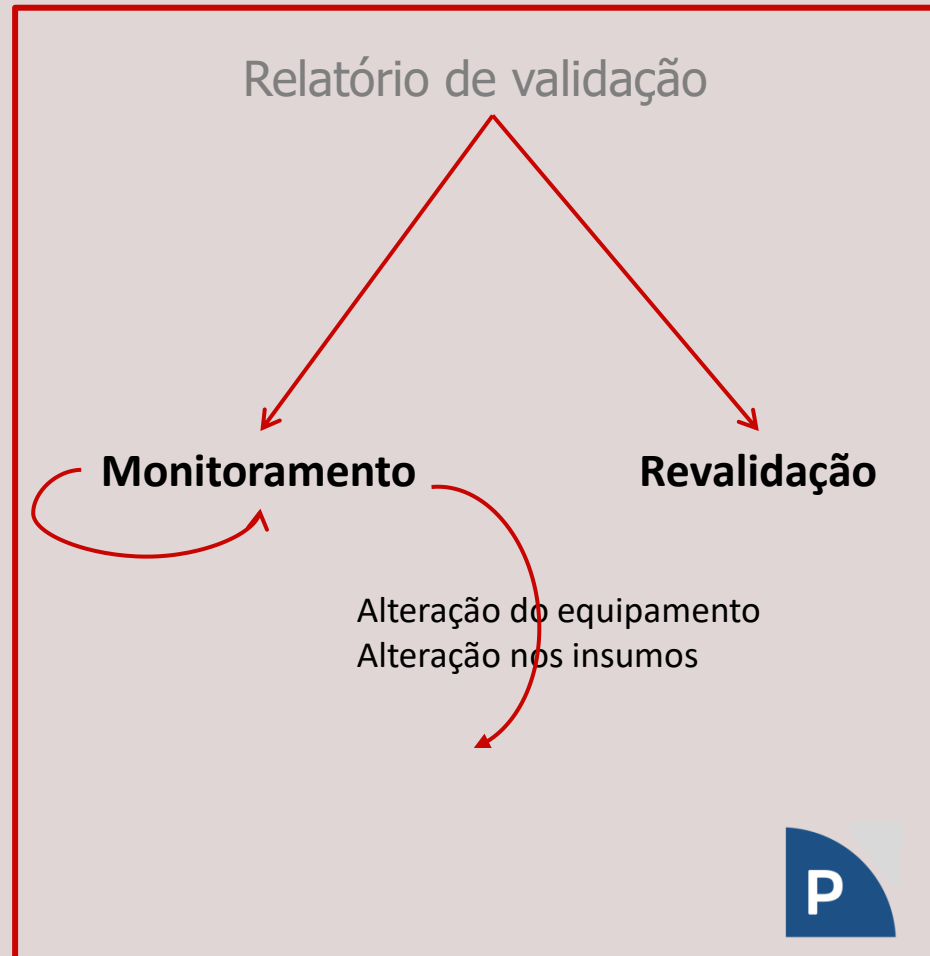 Relatório de validação
Monitoramento
Revalidação
Alteração do equipamento
Alteração nos insumos
P